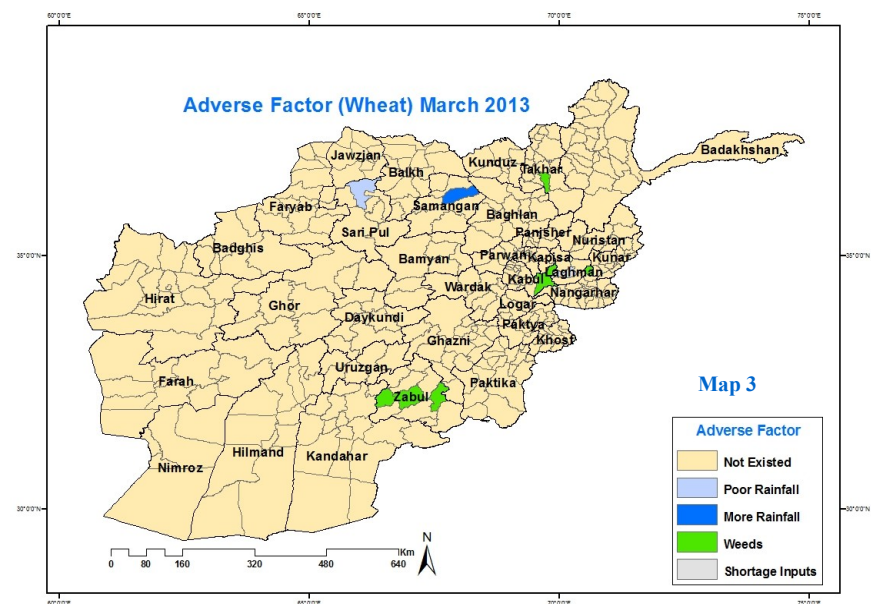 60°0'0"E 65°0'0"E 70°0'0"E 75°0'0"E
Adverse Factor (Wheat) March 2013
Badakhshan
Jawzjan
Kunduz
Takhar
Balkh
Faryab
Samangan
Baghlan
Sari Pul
Panjsher
Nuristan
Badghis
35°0'0"N
35°0'0"N
Parwan
Kapisa
Kunar
Bamyan
Laghman
Kabul
Hirat
Ghor
Wardak
Nangarhar
Logar
Daykundi
Paktya
Khost
Ghazni
Uruzgan
Farah
Zabul
Paktika
Map 3
Hilmand
Kandahar
Nimroz
Adverse Factor
Not Existed
Poor Rainfall
More Rainfall
Weeds
Shortage Inputs
30°0'0"N
30°0'0"N
N
Km
0 80 160 320 480 640
60°0'0"E 65°0'0"E 70°0'0"E 75°0'0"E